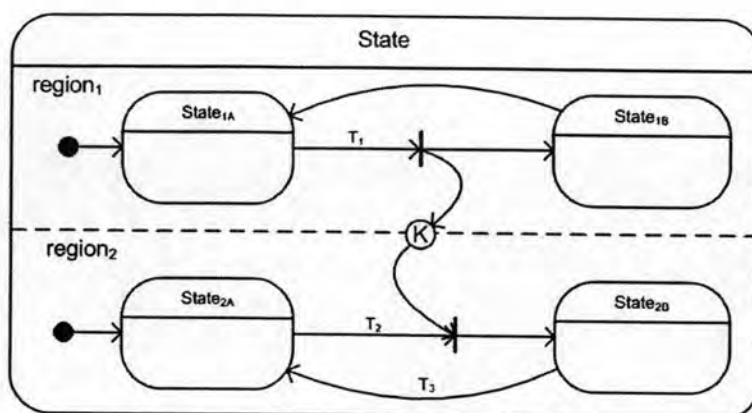 State
region₁
State₁A
State₁B
T₁
K
region₂
State₂A
State₂B
T₂
T₃